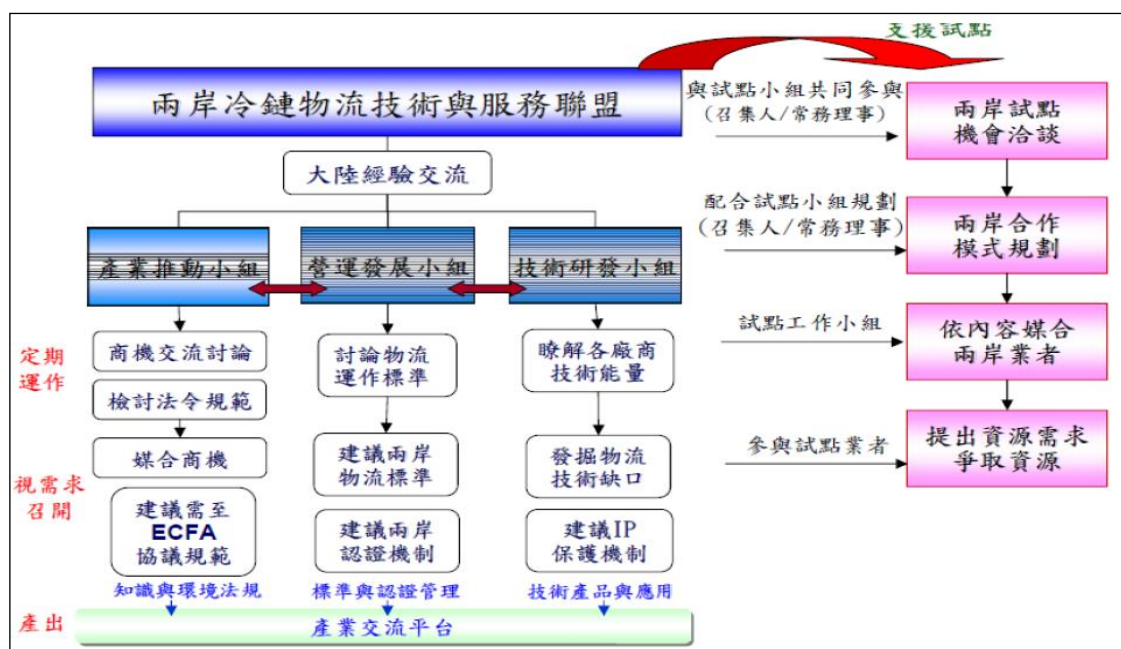 支援試點
兩岸冷鏈物流技術與服務聯盟
大陸經驗交流
產業推動小組
營運發展小組
技術研發小組
定期
運作
商機交流討論
檢討法令規範
討論物流
運作標準
瞭解各廠商
技術能量
視需求
召開
媒合商機
建議需至
ECFA
協議規範
建議兩岸
物流標準
建議兩岸
認證機制
發掘物流
技術缺口
建議IP
保護機制
知識與環境法規
標準與認證管理
技術產品與應用
產出
產業交流平台
與試點小組共同參與
(召集人/常務理事)
兩岸試點
機會洽談
配合試點小組規劃
(召集人/常務理事)
兩岸合作
模式規劃
試點工作小組
依內容媒合
兩岸業者
參與試點業者
提出資源需求
爭取資源